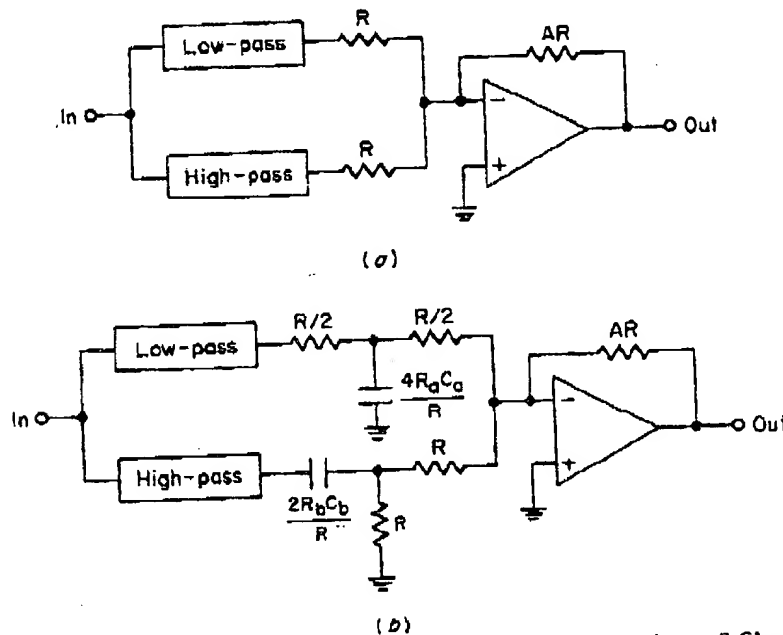 R
AR
Low-pass
In
Out
−
+
High-pass
R
(a)
R/2
R/2
AR
Low-pass
4RaCa
R
In
Out
−
+
High-pass
R
2RbCb
R
R
(b)